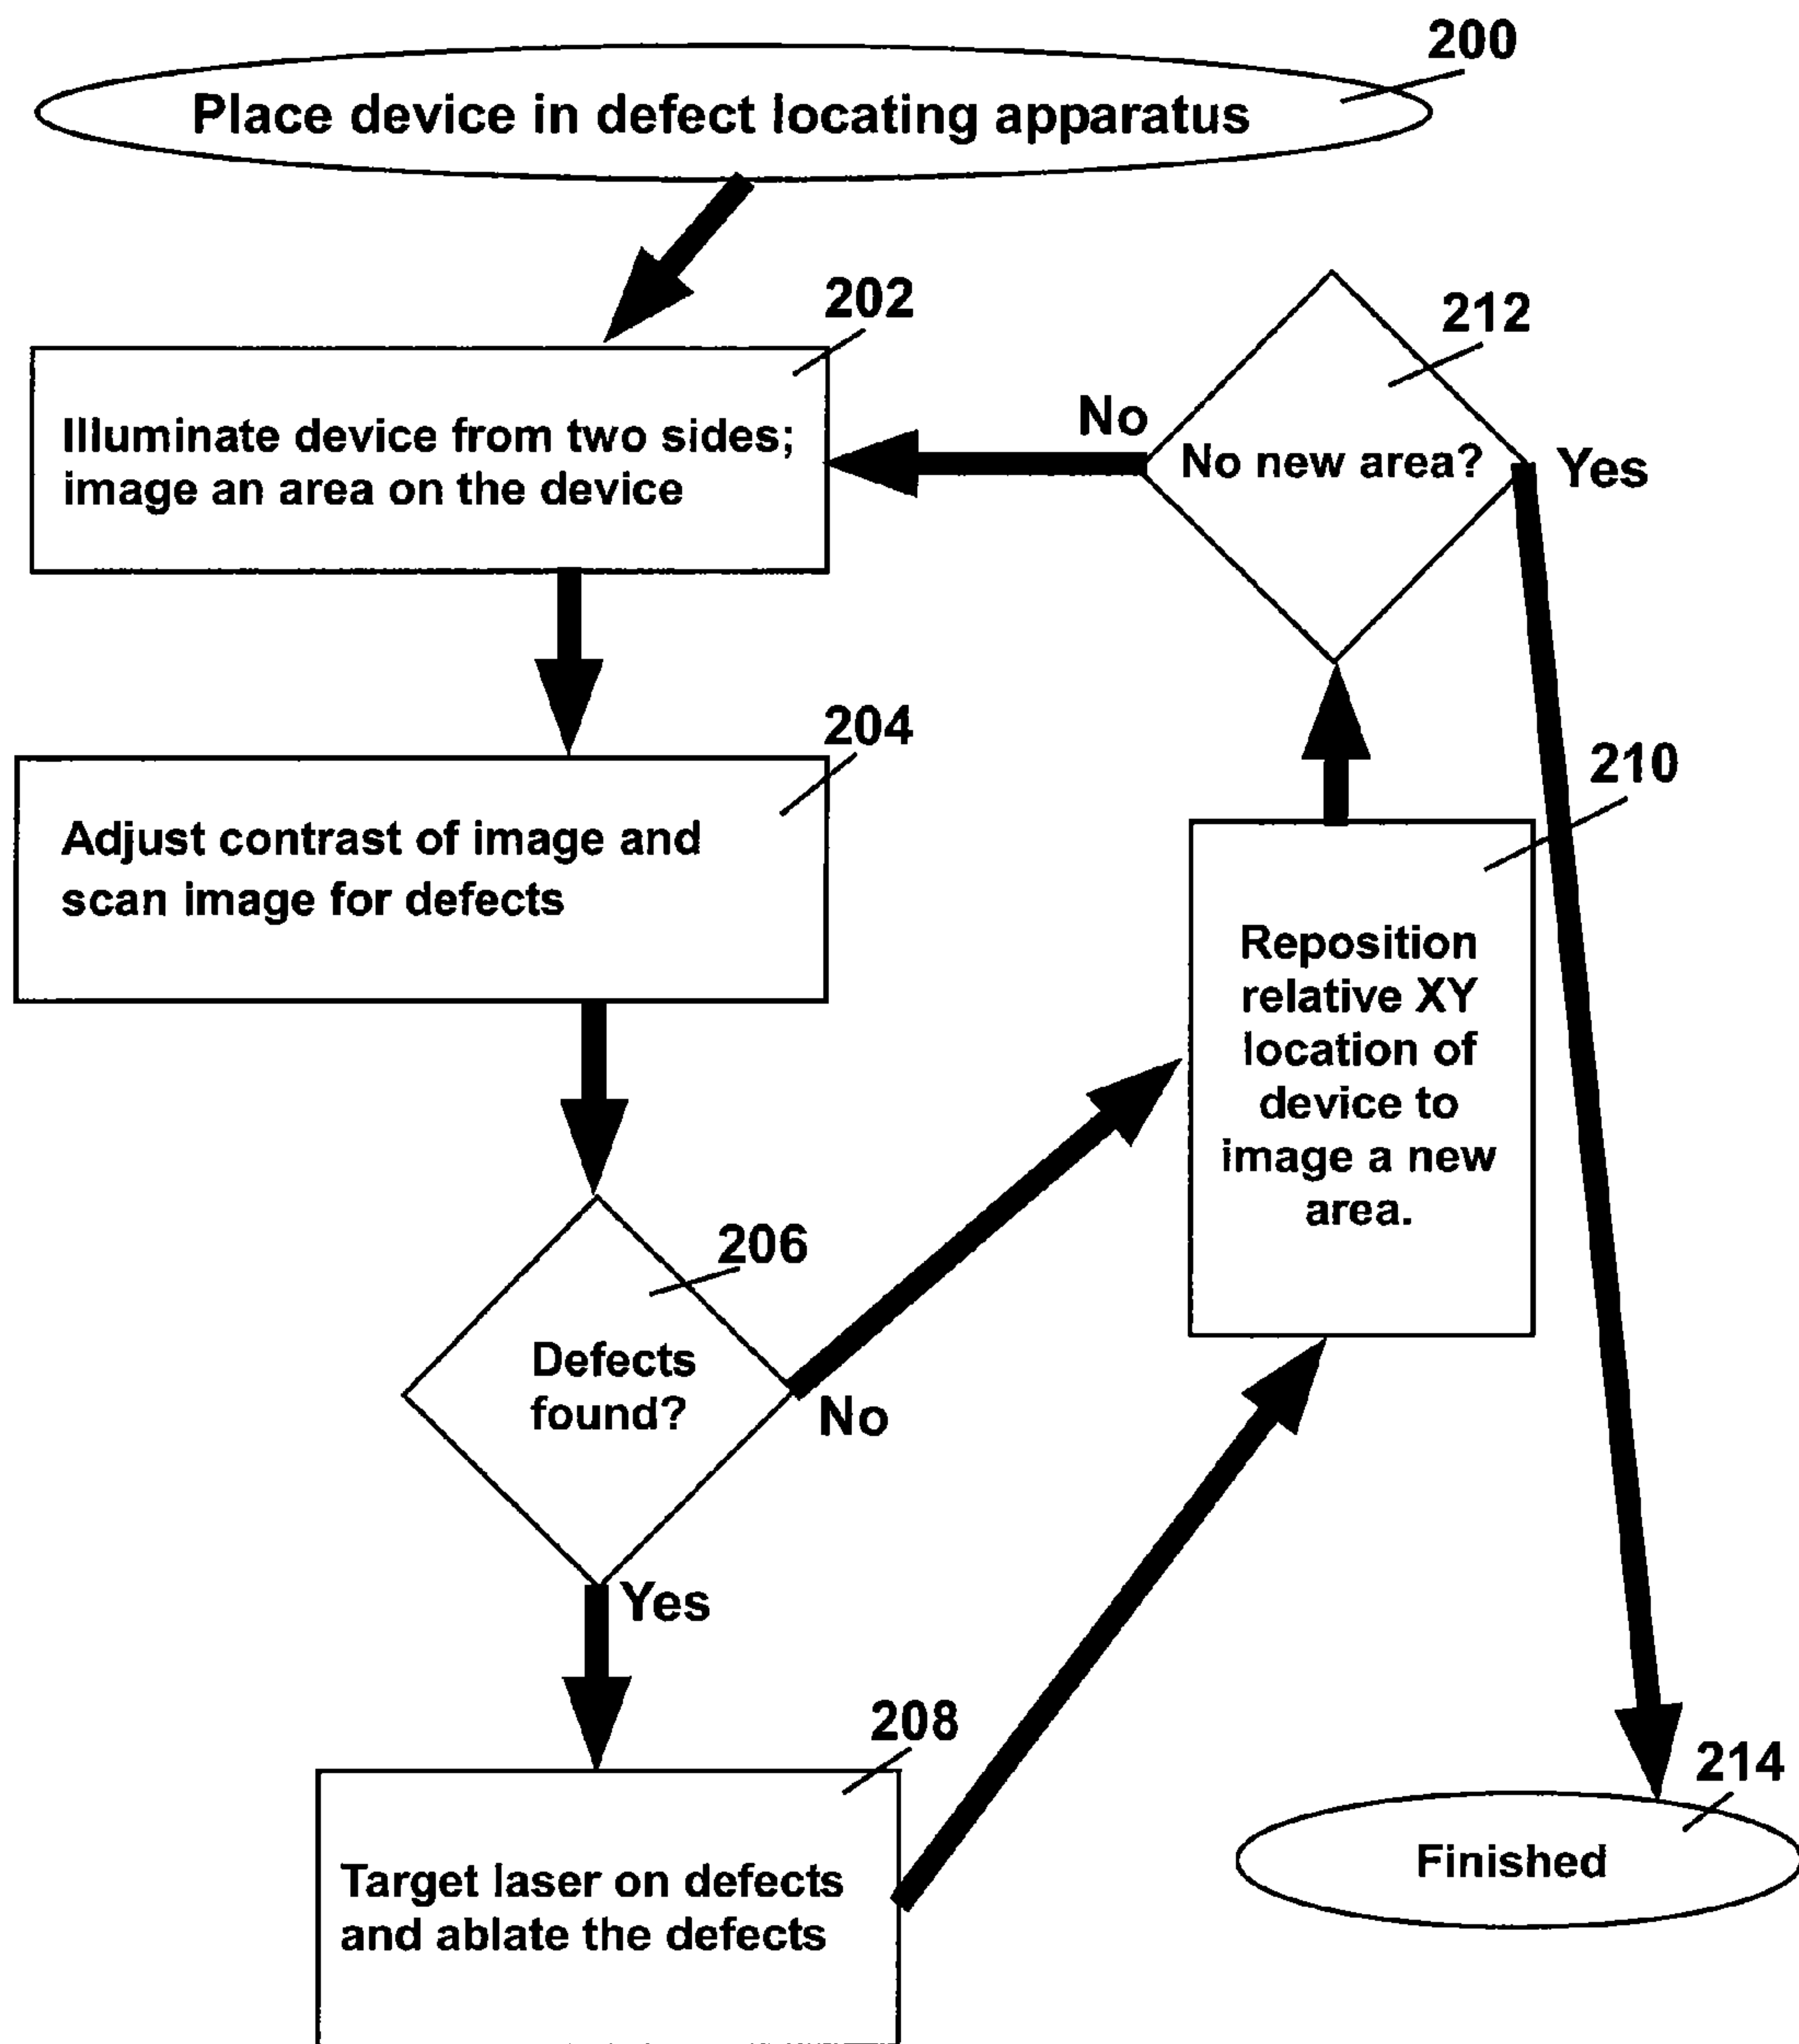 200
Place device in defect locating apparatus
202
Illuminate device from two sides;
image an area on the device
212
No
No new area?
Yes
204
Adjust contrast of image and
scan image for defects
210
Reposition
relative XY
location of
device to
image a new
area.
206
Defects
found?
No
Yes
208
Target laser on defects
and ablate the defects
214
Finished